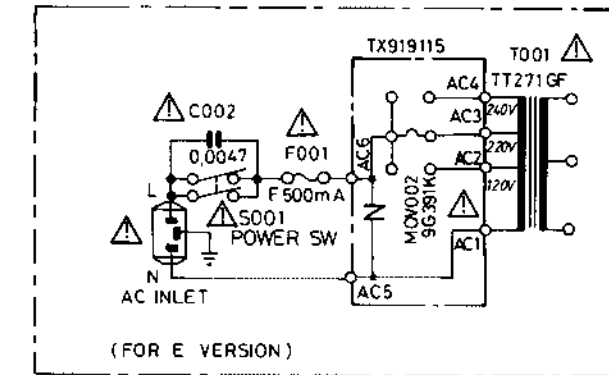 TX919115
T001
TT271GF
AC4
240V
AC3
220V
AC2
120V
AC6
C002
0,0047
F001
F500mA
L
S001
POWER SW
MOV002
9G391K
AC1
N
AC5
AC INLET
(FOR E VERSION)